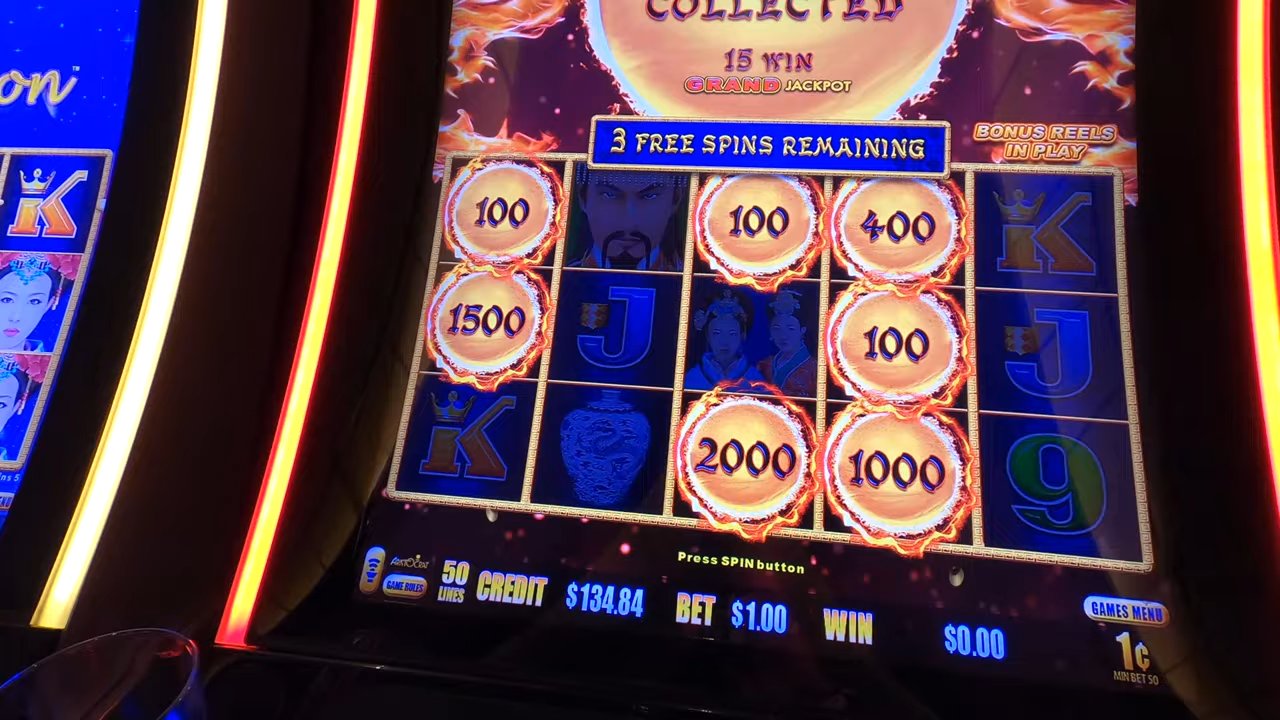 COLLECTED
15 WIN
GRAND JACKPOT
3 FREE SPINS REMAINING
BONUS REELS
IN PLAY
on™
K
100
100
400
K
1500
J
100
J
K
2000
1000
9
Press SPIN button
ARISTOCRAT
GAME RULES
50
LINES
CREDIT $134.84
BET $1.00
WIN $0.00
GAMES MENU
1¢
MIN BET 50